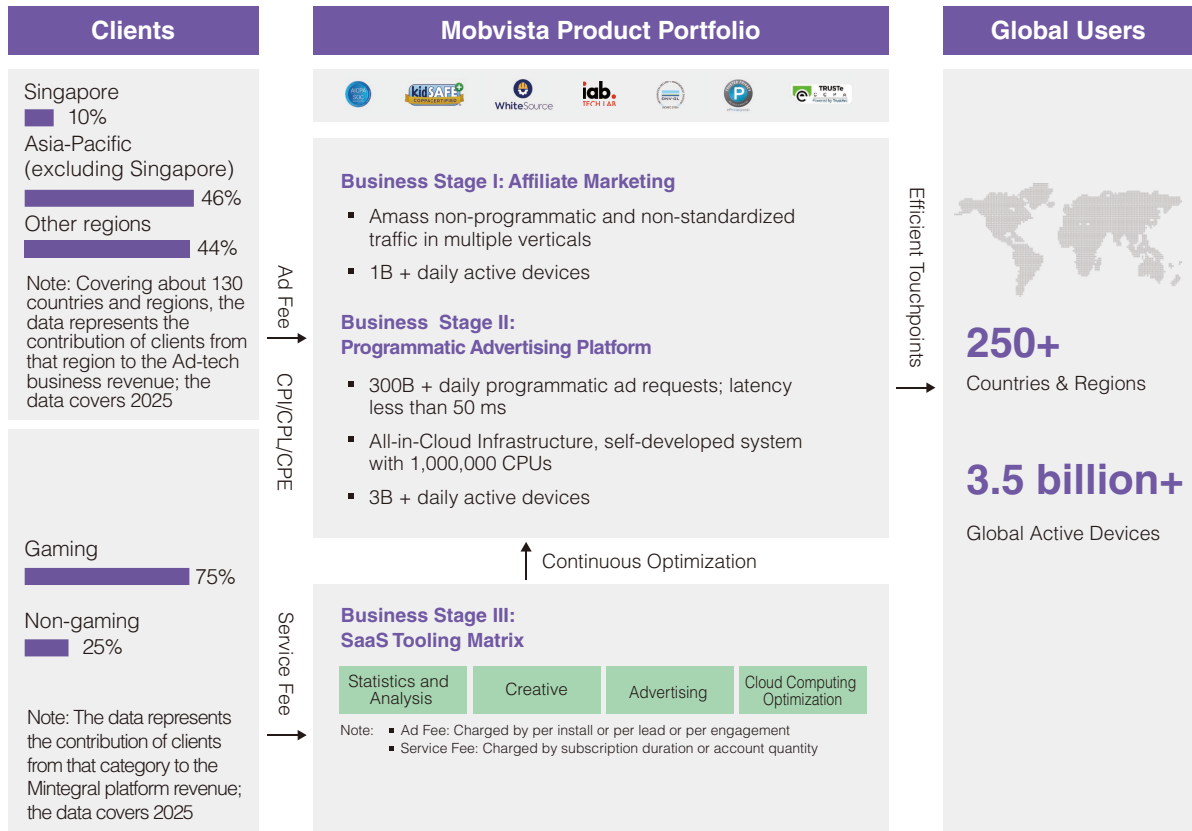 Clients
Singapore
10%
Asia-Pacific
(excluding Singapore)
46%
Other regions
44%
Note: Covering about 130
countries and regions, the
data represents the
contribution of clients from
that region to the Ad-tech
business revenue; the
data covers 2025
Gaming
75%
Non-gaming
25%
Note: The data represents
the contribution of clients
from that category to the
Mintegral platform revenue;
the data covers 2025
Ad Fee
CPI/CPL/CPE
Service Fee
Mobvista Product Portfolio
AICPA
SOC
kidSAFE+
COPPA CERTIFIED
WhiteSource
iab.
TECH LAB
DNV·GL
P
TRUSTe
Powered by TrustArc
Business Stage I: Affiliate Marketing
▪ Amass non-programmatic and non-standardized
traffic in multiple verticals
▪ 1B + daily active devices
Business Stage II:
Programmatic Advertising Platform
▪ 300B + daily programmatic ad requests; latency
less than 50 ms
▪ All-in-Cloud Infrastructure, self-developed system
with 1,000,000 CPUs
▪ 3B + daily active devices
Continuous Optimization
Business Stage III:
SaaS Tooling Matrix
Statistics and
Analysis
Creative
Advertising
Cloud Computing
Optimization
Note: ▪ Ad Fee: Charged by per install or per lead or per engagement
▪ Service Fee: Charged by subscription duration or account quantity
Efficient Touchpoints
Global Users
250+
Countries & Regions
3.5 billion+
Global Active Devices